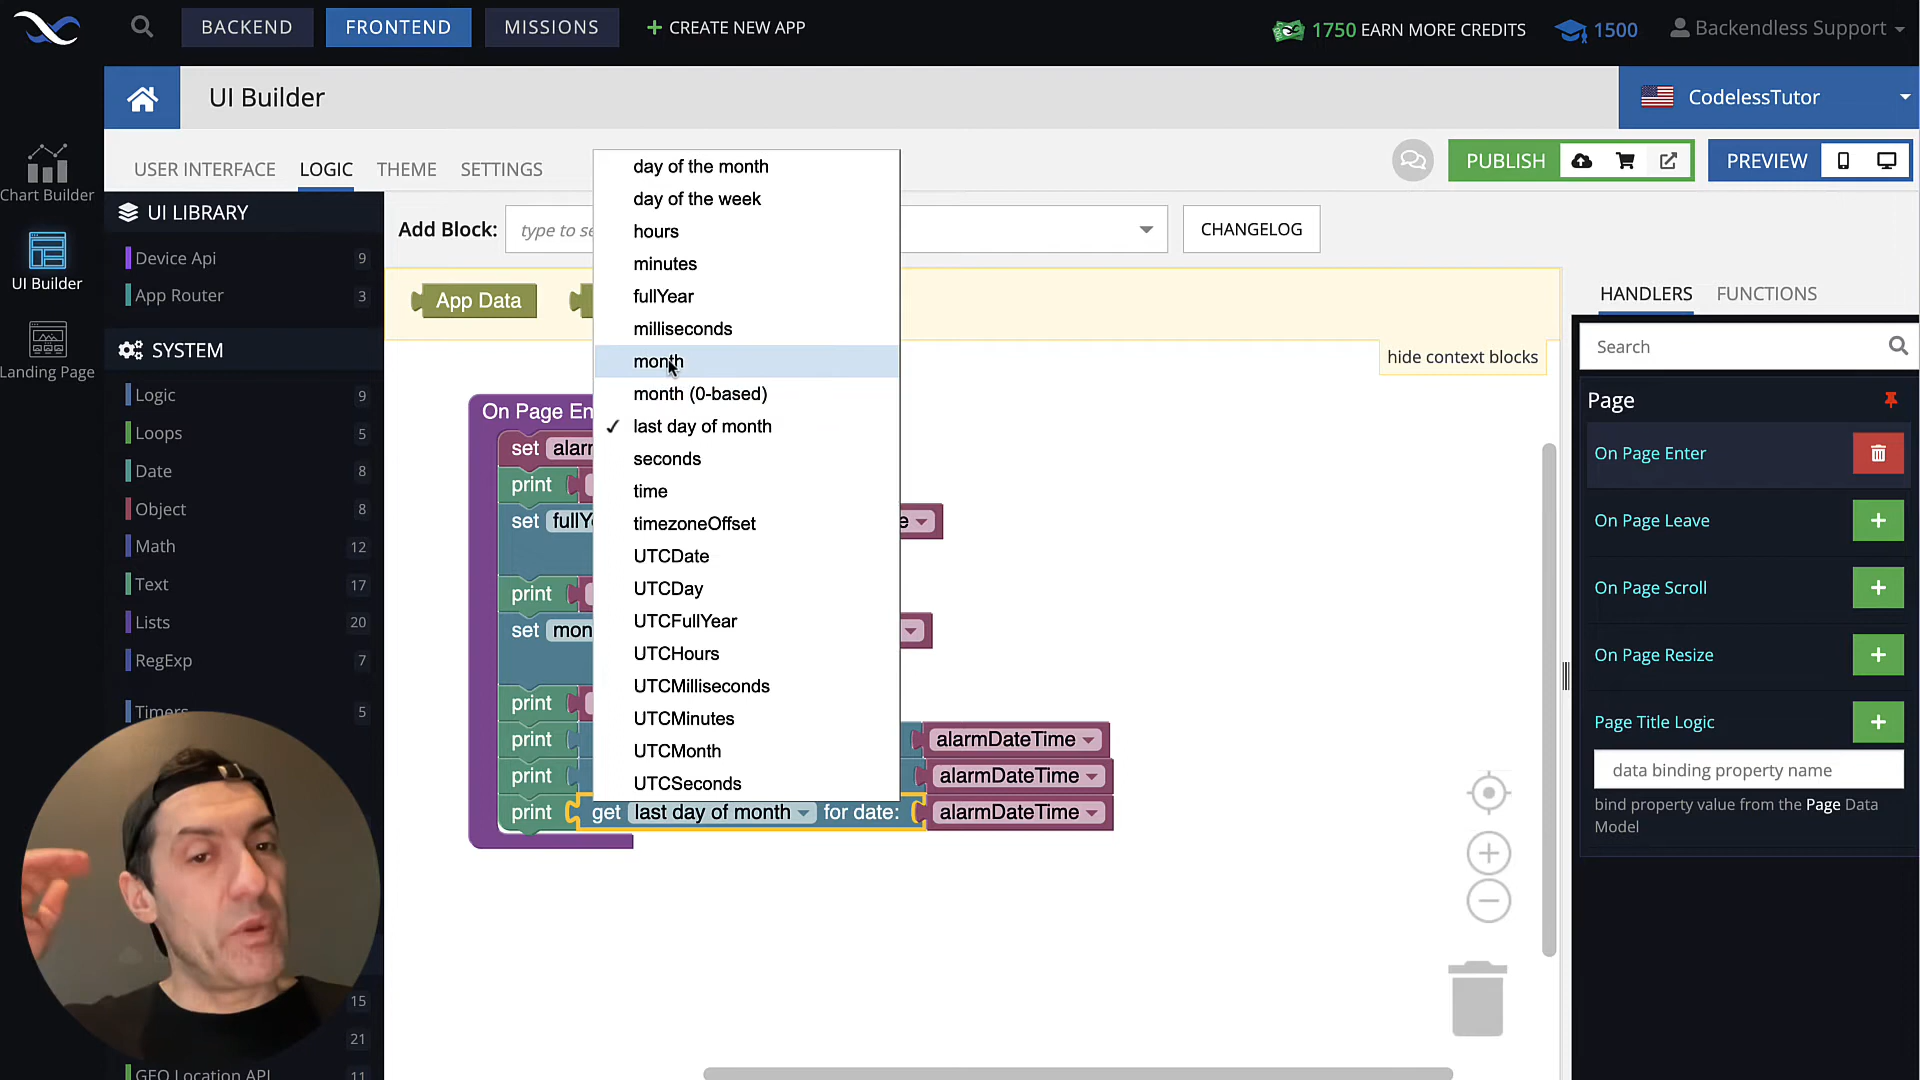 BACKEND
FRONTEND
MISSIONS
+ CREATE NEW APP
1750 EARN MORE CREDITS
1500
Backendless Support
UI Builder
CodelessTutor
USER INTERFACE
LOGIC
THEME
SETTINGS
PUBLISH
PREVIEW
Chart Builder
UI Builder
Landing Page
UI LIBRARY
Device Api 9
App Router 3
SYSTEM
Logic 9
Loops 5
Date 8
Object 8
Math 12
Text 17
Lists 20
RegExp 7
Timers 5
15
21
GEO Location API 11
Add Block:
type to se
CHANGELOG
App Data
hide context blocks
day of the month
day of the week
hours
minutes
fullYear
milliseconds
month
month (0-based)
✓ last day of month
seconds
time
timezoneOffset
UTCDate
UTCDay
UTCFullYear
UTCHours
UTCMilliseconds
UTCMinutes
UTCMonth
UTCSeconds
On Page En
set alarm
print
set fullYe
e
print
set mon
print
print alarmDateTime
print alarmDateTime
print get last day of month for date: alarmDateTime
HANDLERS
FUNCTIONS
Search
Page
On Page Enter
On Page Leave
On Page Scroll
On Page Resize
Page Title Logic
data binding property name
bind property value from the Page Data
Model